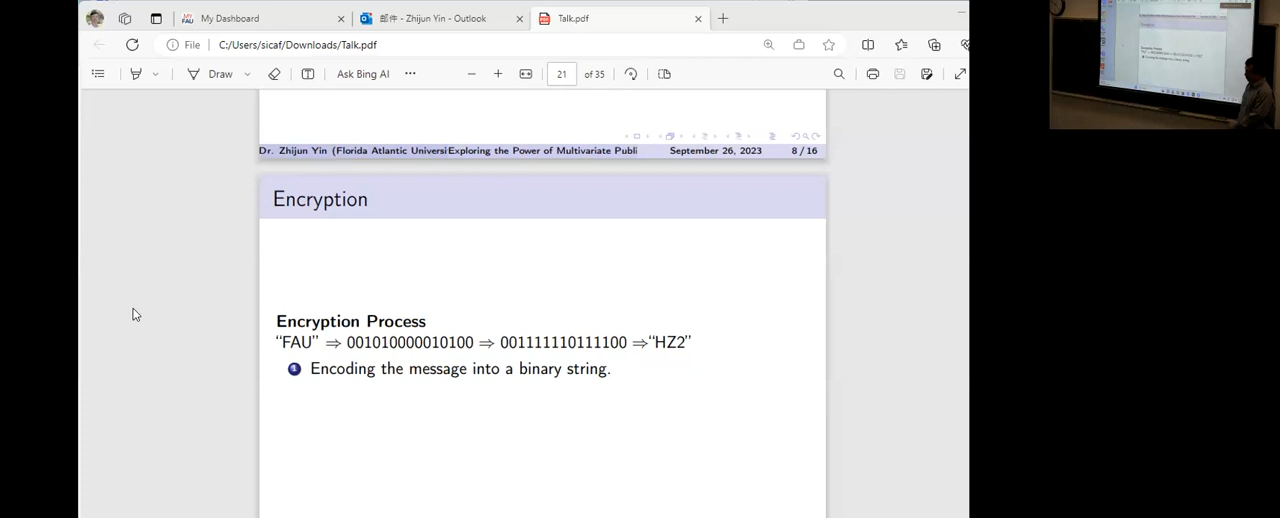 My Dashboard
邮件 - Zhijun Yin - Outlook
Talk.pdf
File
C:/Users/sicaf/Downloads/Talk.pdf
Draw
Ask Bing AI
21 of 35
Dr. Zhijun Yin (Florida Atlantic Universi Exploring the Power of Multivariate Publi September 26, 2023 8 / 16
Encryption
Encryption Process
“FAU” ⇒ 001010000010100 ⇒ 001111110111100 ⇒“HZ2”
1 Encoding the message into a binary string.